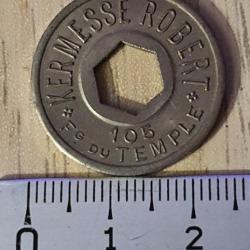 * KERMESSE ROBERT *
105
FG. DU TEMPLE
0 1 2